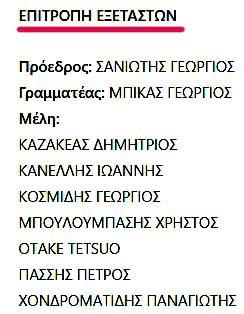 ΕΠΙΤΡΟΠΗ ΕΞΕΤΑΣΤΩΝ
Πρόεδρος: ΣΑΝΙΩΤΗΣ ΓΕΩΡΓΙΟΣ
Γραμματέας: ΜΠΙΚΑΣ ΓΕΩΡΓΙΟΣ
Μέλη:
ΚΑΖΑΚΕΑΣ ΔΗΜΗΤΡΙΟΣ
ΚΑΝΕΛΛΗΣ ΙΩΑΝΝΗΣ
ΚΟΣΜΙΔΗΣ ΓΕΩΡΓΙΟΣ
ΜΠΟΥΛΟΥΜΠΑΣΗΣ ΧΡΗΣΤΟΣ
OTAKE TETSUO
ΠΑΣΣΗΣ ΠΕΤΡΟΣ
ΧΟΝΔΡΟΜΑΤΙΔΗΣ ΠΑΝΑΓΙΩΤΗΣ